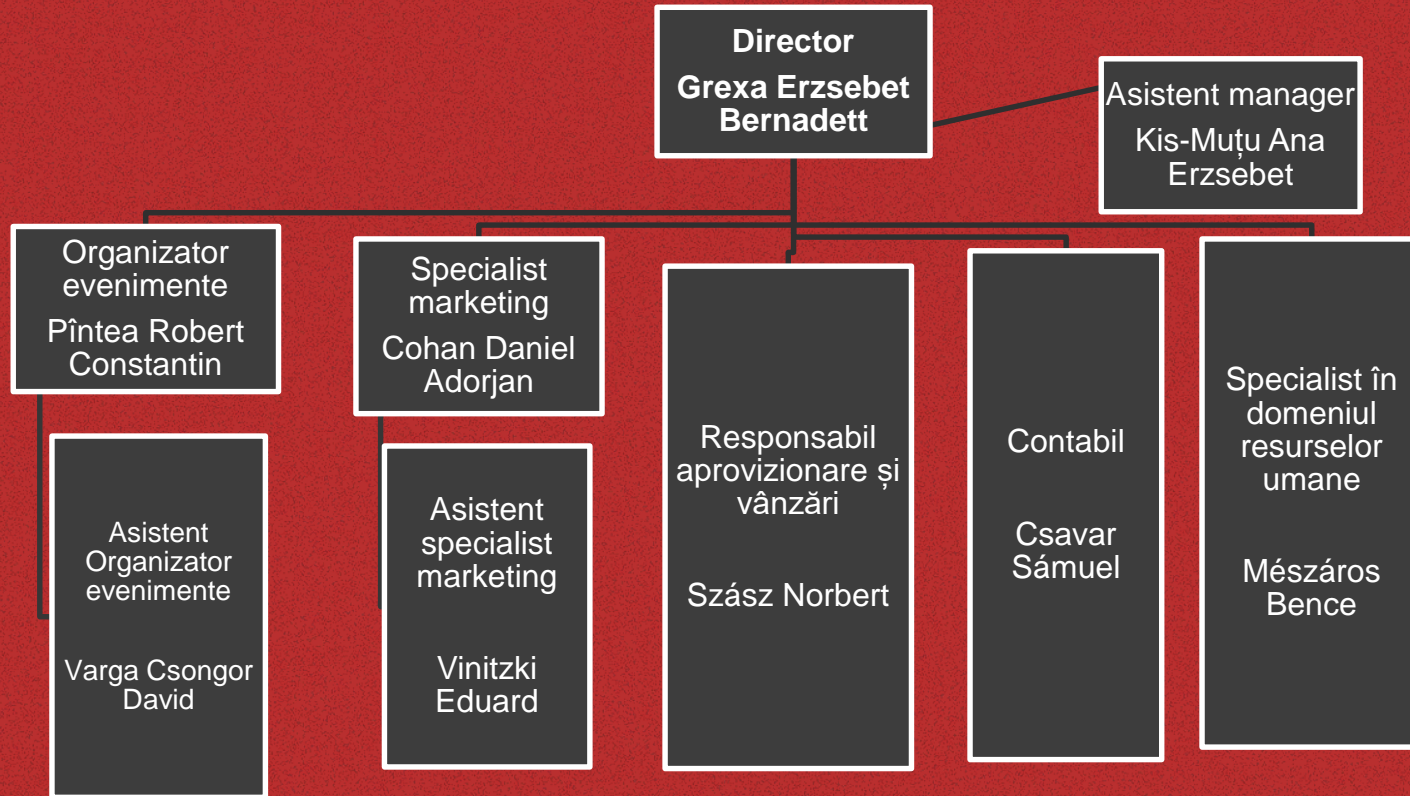 Director
Grexa Erzsebet
Bernadett
Asistent manager
Kis-Muțu Ana
Erzsebet
Organizator
evenimente
Pîntea Robert
Constantin
Specialist
marketing
Cohan Daniel
Adorjan
Responsabil
aprovizionare și
vânzări
Szász Norbert
Contabil
Csavar
Sámuel
Specialist în
domeniul
resurselor
umane
Mészáros
Bence
Asistent
Organizator
evenimente
Varga Csongor
David
Asistent
specialist
marketing
Vinitzki
Eduard